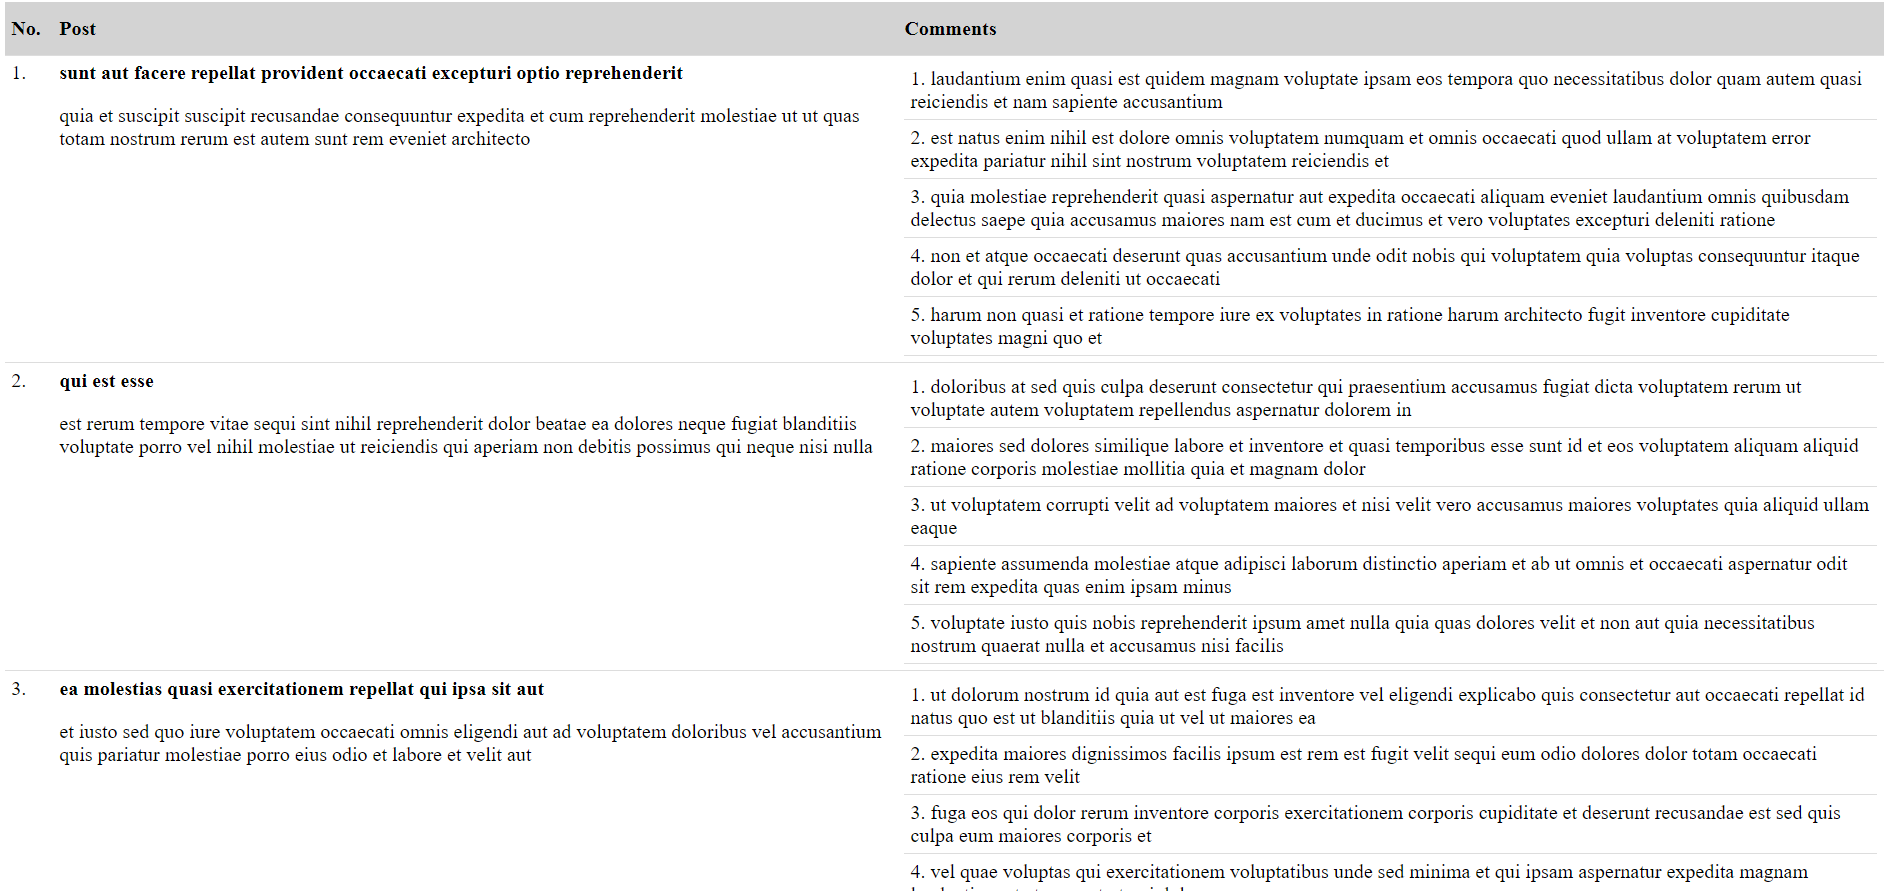 No. Post Comments
1. sunt aut facere repellat provident occaecati excepturi optio reprehenderit
quia et suscipit suscipit recusandae consequuntur expedita et cum reprehenderit molestiae ut ut quas
totam nostrum rerum est autem sunt rem eveniet architecto
1. laudantium enim quasi est quidem magnam voluptate ipsam eos tempora quo necessitatibus dolor quam autem quasi
reiciendis et nam sapiente accusantium
2. est natus enim nihil est dolore omnis voluptatem numquam et omnis occaecati quod ullam at voluptatem error
expedita pariatur nihil sint nostrum voluptatem reiciendis et
3. quia molestiae reprehenderit quasi aspernatur aut expedita occaecati aliquam eveniet laudantium omnis quibusdam
delectus saepe quia accusamus maiores nam est cum et ducimus et vero voluptates excepturi deleniti ratione
4. non et atque occaecati deserunt quas accusantium unde odit nobis qui voluptatem quia voluptas consequuntur itaque
dolor et qui rerum deleniti ut occaecati
5. harum non quasi et ratione tempore iure ex voluptates in ratione harum architecto fugit inventore cupiditate
voluptates magni quo et
2. qui est esse
est rerum tempore vitae sequi sint nihil reprehenderit dolor beatae ea dolores neque fugiat blanditiis
voluptate porro vel nihil molestiae ut reiciendis qui aperiam non debitis possimus qui neque nisi nulla
1. doloribus at sed quis culpa deserunt consectetur qui praesentium accusamus fugiat dicta voluptatem rerum ut
voluptate autem voluptatem repellendus aspernatur dolorem in
2. maiores sed dolores similique labore et inventore et quasi temporibus esse sunt id et eos voluptatem aliquam aliquid
ratione corporis molestiae mollitia quia et magnam dolor
3. ut voluptatem corrupti velit ad voluptatem maiores et nisi velit vero accusamus maiores voluptates quia aliquid ullam
eaque
4. sapiente assumenda molestiae atque adipisci laborum distinctio aperiam et ab ut omnis et occaecati aspernatur odit
sit rem expedita quas enim ipsam minus
5. voluptate iusto quis nobis reprehenderit ipsum amet nulla quia quas dolores velit et non aut quia necessitatibus
nostrum quaerat nulla et accusamus nisi facilis
3. ea molestias quasi exercitationem repellat qui ipsa sit aut
et iusto sed quo iure voluptatem occaecati omnis eligendi aut ad voluptatem doloribus vel accusantium
quis pariatur molestiae porro eius odio et labore et velit aut
1. ut dolorum nostrum id quia aut est fuga est inventore vel eligendi explicabo quis consectetur aut occaecati repellat id
natus quo est ut blanditiis quia ut vel ut maiores ea
2. expedita maiores dignissimos facilis ipsum est rem est fugit velit sequi eum odio dolores dolor totam occaecati
ratione eius rem velit
3. fuga eos qui dolor rerum inventore corporis exercitationem corporis cupiditate et deserunt recusandae est sed quis
culpa eum maiores corporis et
4. vel quae voluptas qui exercitationem voluptatibus unde sed minima et qui ipsam aspernatur expedita magnam